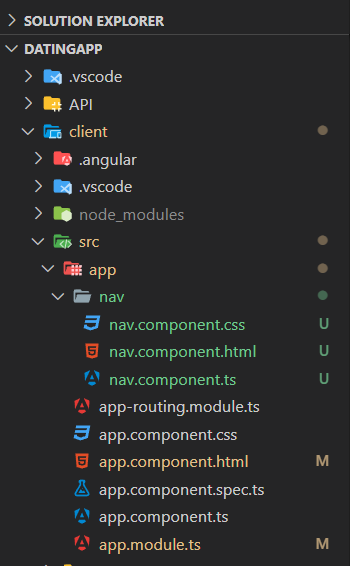 SOLUTION EXPLORER
DATINGAPP
.vscode
API
client
.angular
.vscode
node_modules
src
app
nav
nav.component.css U
nav.component.html U
nav.component.ts U
app-routing.module.ts
app.component.css
app.component.html M
app.component.spec.ts
app.component.ts
app.module.ts M